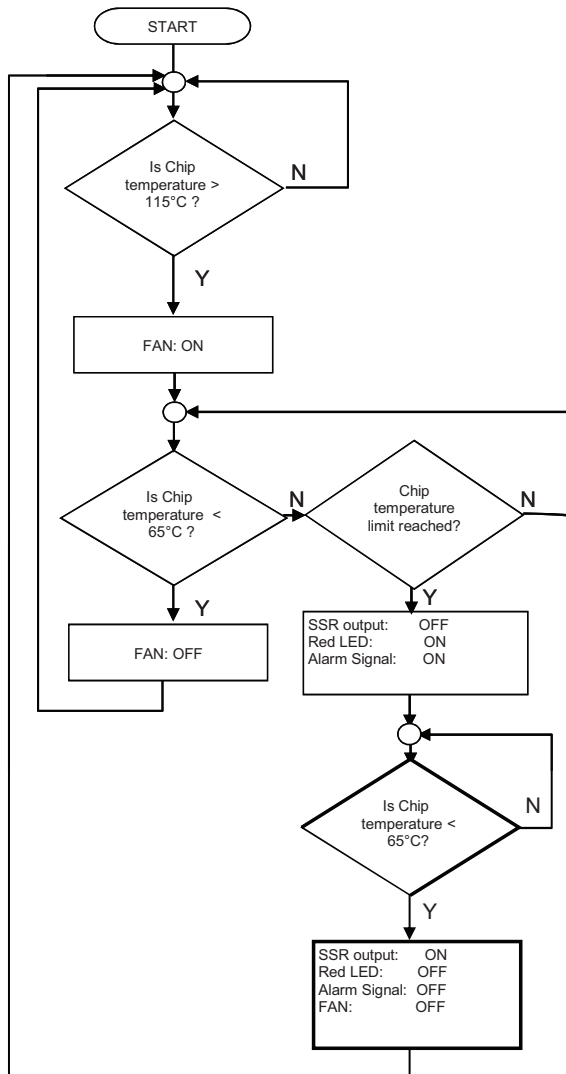 START
Is Chip
temperature >
115°C ?
N
Y
FAN: ON
Is Chip
temperature <
65°C ?
N
Y
FAN: OFF
Chip
temperature
limit reached?
N
Y
SSR output: OFF
Red LED: ON
Alarm Signal: ON
Is Chip
temperature <
65°C?
N
Y
SSR output: ON
Red LED: OFF
Alarm Signal: OFF
FAN: OFF